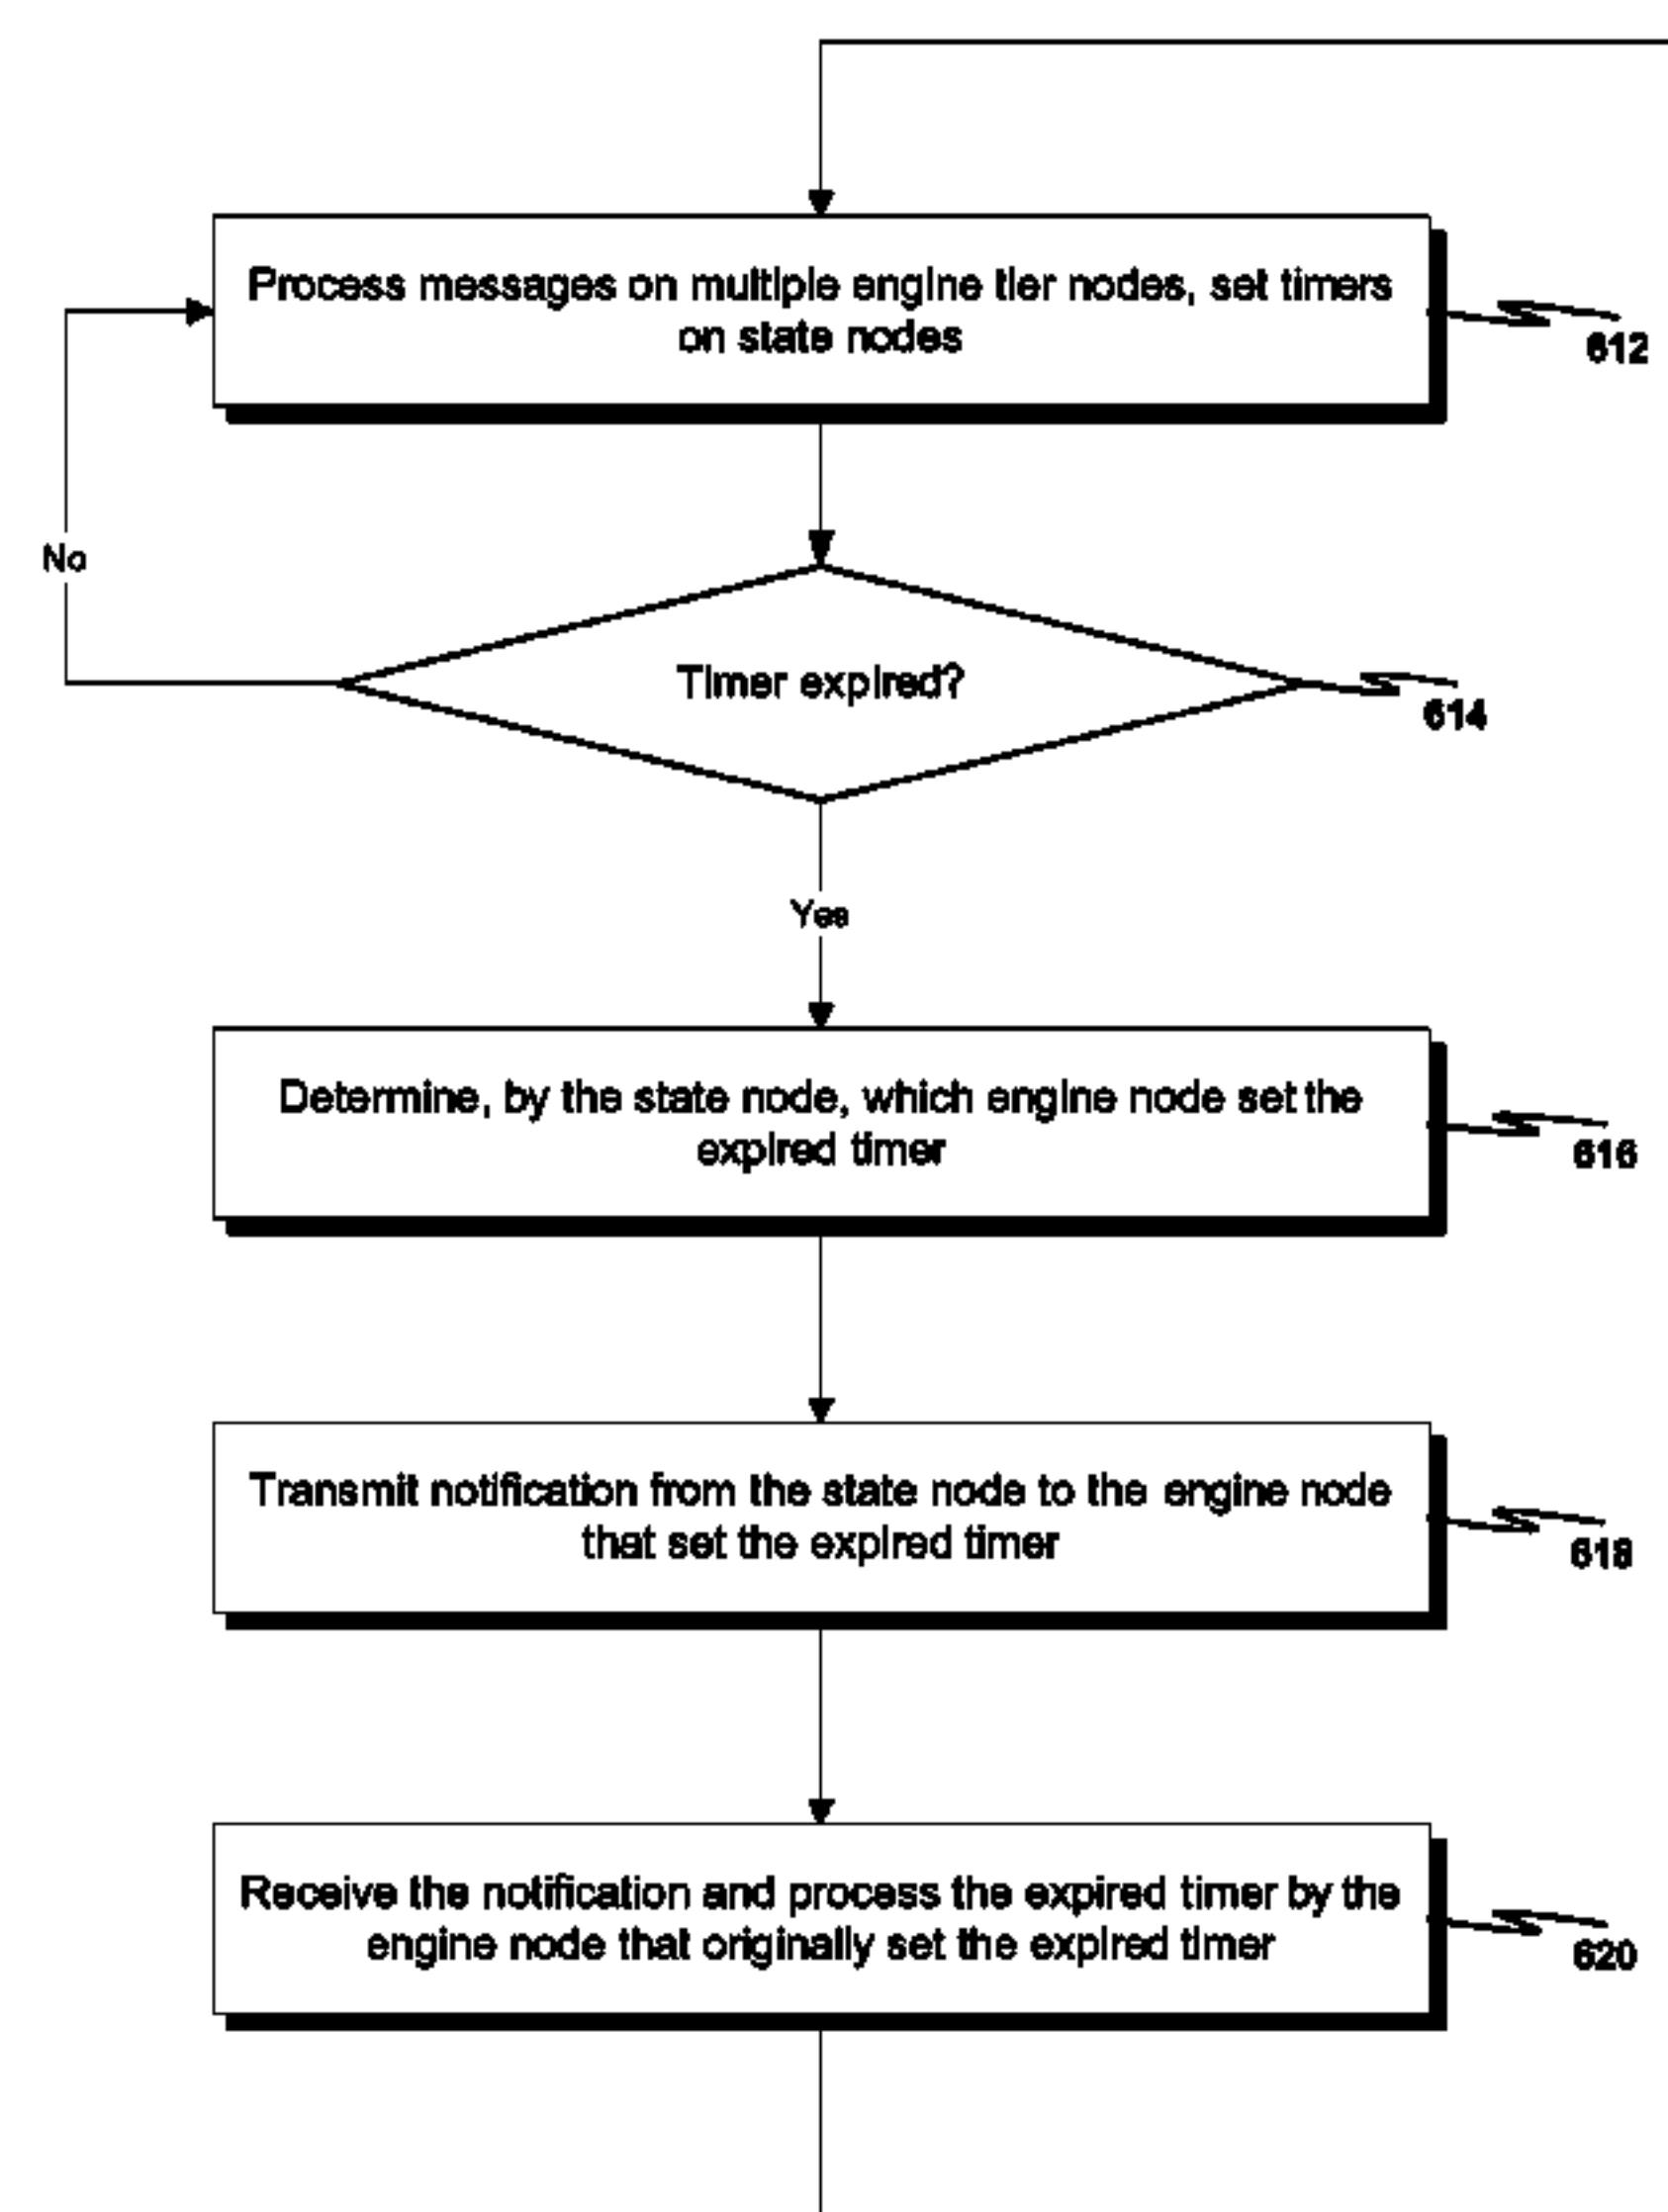 Process messages on multiple engine tier nodes, set timers
on state nodes
612
No
Timer expired?
614
Yes
Determine, by the state node, which engine node set the
expired timer
616
Transmit notification from the state node to the engine node
that set the expired timer
618
Receive the notification and process the expired timer by the
engine node that originally set the expired timer
620